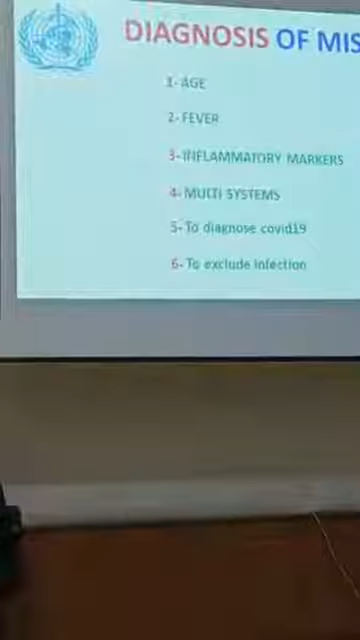 DIAGNOSIS OF MIS
1- AGE
2- FEVER
3- INFLAMMATORY MARKERS
4- MULTI SYSTEMS
5- To diagnose covid19
6- To exclude infection